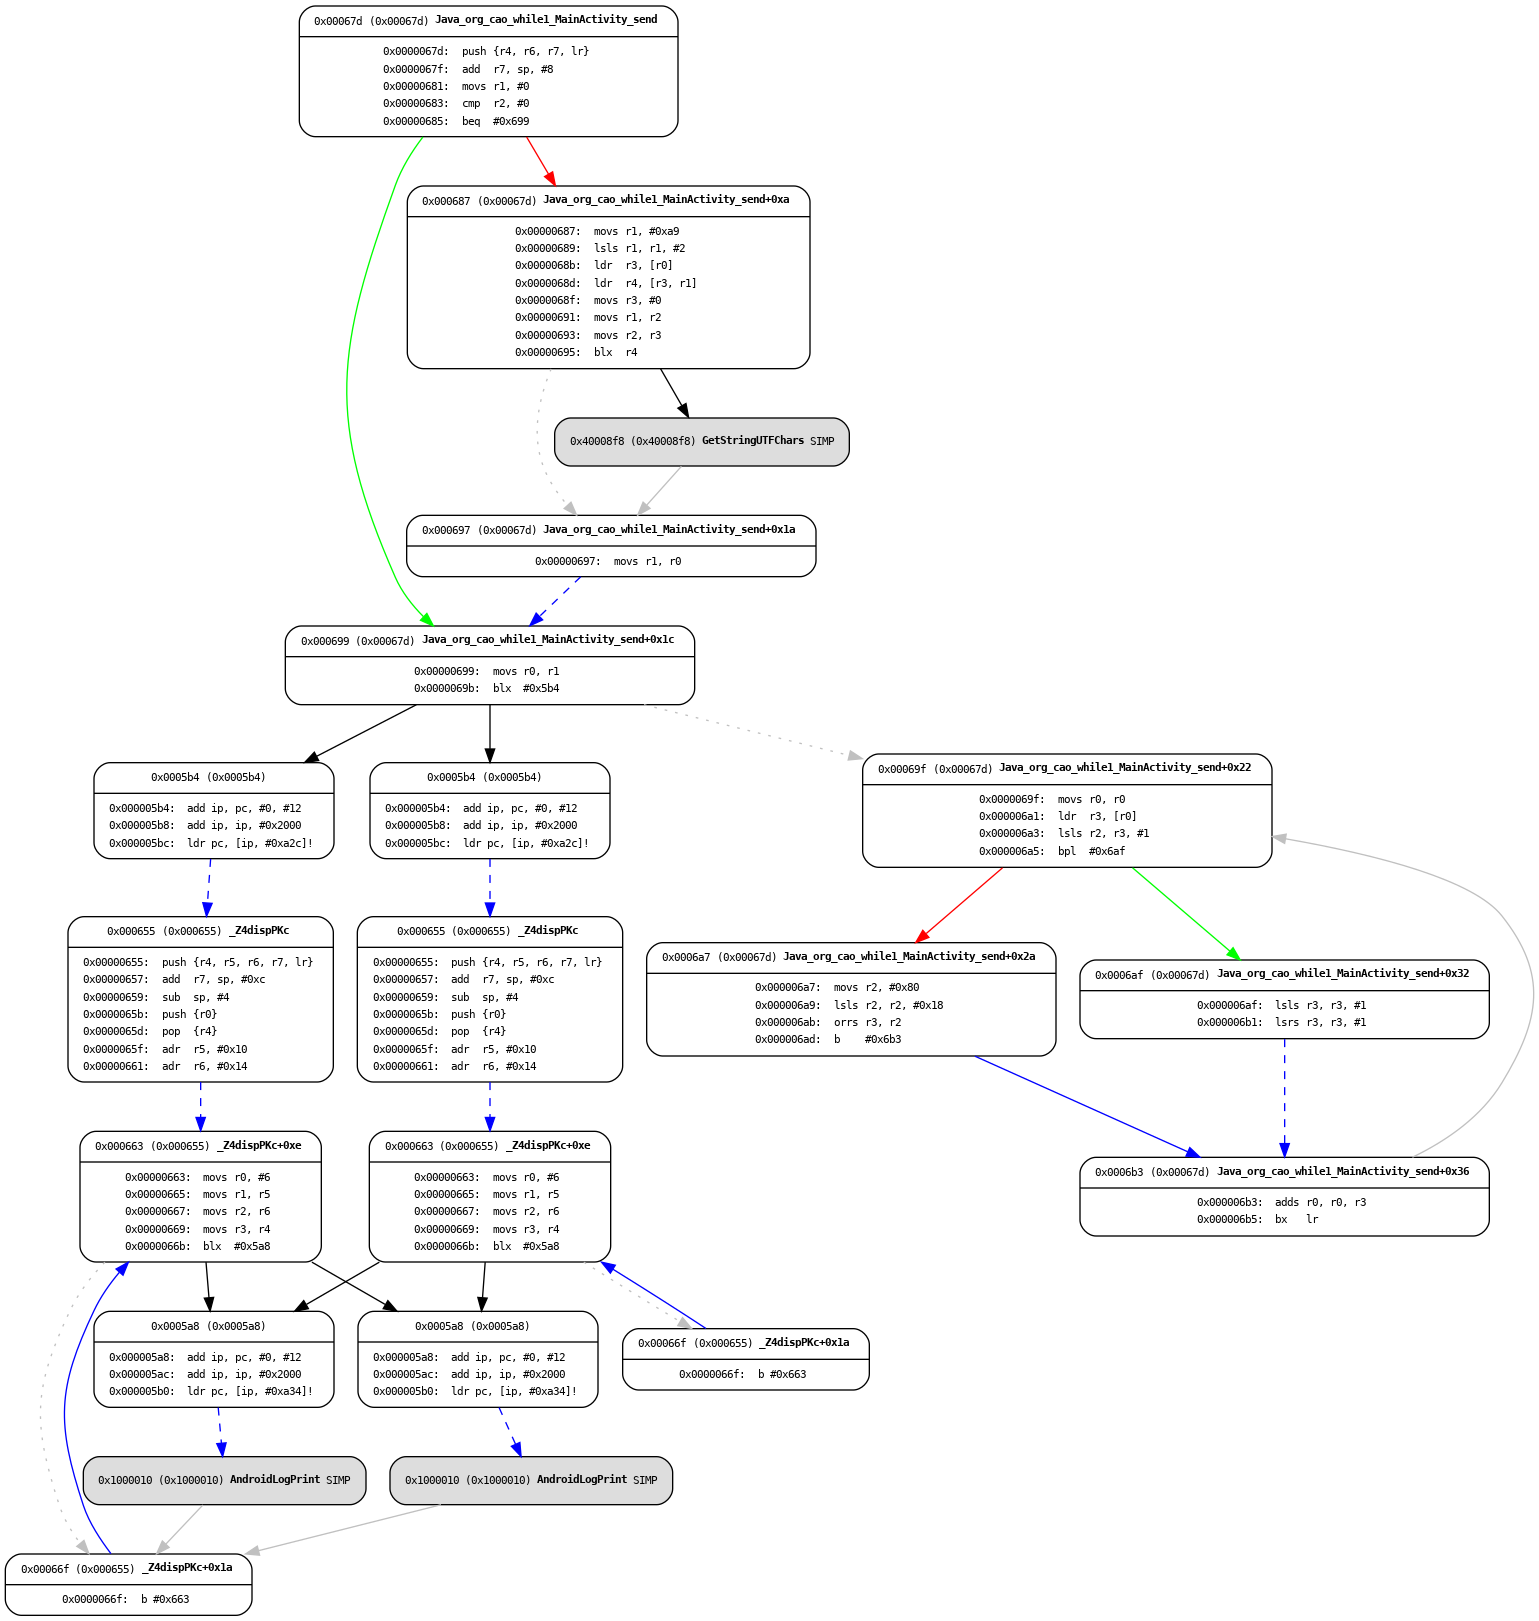 0x00067d (0x00067d) Java_org_cao_while1_MainActivity_send
0x0000067d: push {r4, r6, r7, lr}
0x0000067f: add r7, sp, #8
0x00000681: movs r1, #0
0x00000683: cmp r2, #0
0x00000685: beq #0x699
0x000687 (0x00067d) Java_org_cao_while1_MainActivity_send+0xa
0x00000687: movs r1, #0xa9
0x00000689: lsls r1, r1, #2
0x0000068b: ldr r3, [r0]
0x0000068d: ldr r4, [r3, r1]
0x0000068f: movs r3, #0
0x00000691: movs r1, r2
0x00000693: movs r2, r3
0x00000695: blx r4
0x40008f8 (0x40008f8) GetStringUTFChars SIMP
0x000697 (0x00067d) Java_org_cao_while1_MainActivity_send+0x1a
0x00000697: movs r1, r0
0x000699 (0x00067d) Java_org_cao_while1_MainActivity_send+0x1c
0x00000699: movs r0, r1
0x0000069b: blx #0x5b4
0x0005b4 (0x0005b4)
0x000005b4: add ip, pc, #0, #12
0x000005b8: add ip, ip, #0x2000
0x000005bc: ldr pc, [ip, #0xa2c]!
0x0005b4 (0x0005b4)
0x000005b4: add ip, pc, #0, #12
0x000005b8: add ip, ip, #0x2000
0x000005bc: ldr pc, [ip, #0xa2c]!
0x00069f (0x00067d) Java_org_cao_while1_MainActivity_send+0x22
0x0000069f: movs r0, r0
0x000006a1: ldr r3, [r0]
0x000006a3: lsls r2, r3, #1
0x000006a5: bpl #0x6af
0x000655 (0x000655) _Z4dispPKc
0x00000655: push {r4, r5, r6, r7, lr}
0x00000657: add r7, sp, #0xc
0x00000659: sub sp, #4
0x0000065b: push {r0}
0x0000065d: pop {r4}
0x0000065f: adr r5, #0x10
0x00000661: adr r6, #0x14
0x000655 (0x000655) _Z4dispPKc
0x00000655: push {r4, r5, r6, r7, lr}
0x00000657: add r7, sp, #0xc
0x00000659: sub sp, #4
0x0000065b: push {r0}
0x0000065d: pop {r4}
0x0000065f: adr r5, #0x10
0x00000661: adr r6, #0x14
0x0006a7 (0x00067d) Java_org_cao_while1_MainActivity_send+0x2a
0x000006a7: movs r2, #0x80
0x000006a9: lsls r2, r2, #0x18
0x000006ab: orrs r3, r2
0x000006ad: b #0x6b3
0x0006af (0x00067d) Java_org_cao_while1_MainActivity_send+0x32
0x000006af: lsls r3, r3, #1
0x000006b1: lsrs r3, r3, #1
0x000663 (0x000655) _Z4dispPKc+0xe
0x00000663: movs r0, #6
0x00000665: movs r1, r5
0x00000667: movs r2, r6
0x00000669: movs r3, r4
0x0000066b: blx #0x5a8
0x000663 (0x000655) _Z4dispPKc+0xe
0x00000663: movs r0, #6
0x00000665: movs r1, r5
0x00000667: movs r2, r6
0x00000669: movs r3, r4
0x0000066b: blx #0x5a8
0x0006b3 (0x00067d) Java_org_cao_while1_MainActivity_send+0x36
0x000006b3: adds r0, r0, r3
0x000006b5: bx lr
0x0005a8 (0x0005a8)
0x000005a8: add ip, pc, #0, #12
0x000005ac: add ip, ip, #0x2000
0x000005b0: ldr pc, [ip, #0xa34]!
0x0005a8 (0x0005a8)
0x000005a8: add ip, pc, #0, #12
0x000005ac: add ip, ip, #0x2000
0x000005b0: ldr pc, [ip, #0xa34]!
0x00066f (0x000655) _Z4dispPKc+0x1a
0x0000066f: b #0x663
0x1000010 (0x1000010) AndroidLogPrint SIMP
0x1000010 (0x1000010) AndroidLogPrint SIMP
0x00066f (0x000655) _Z4dispPKc+0x1a
0x0000066f: b #0x663